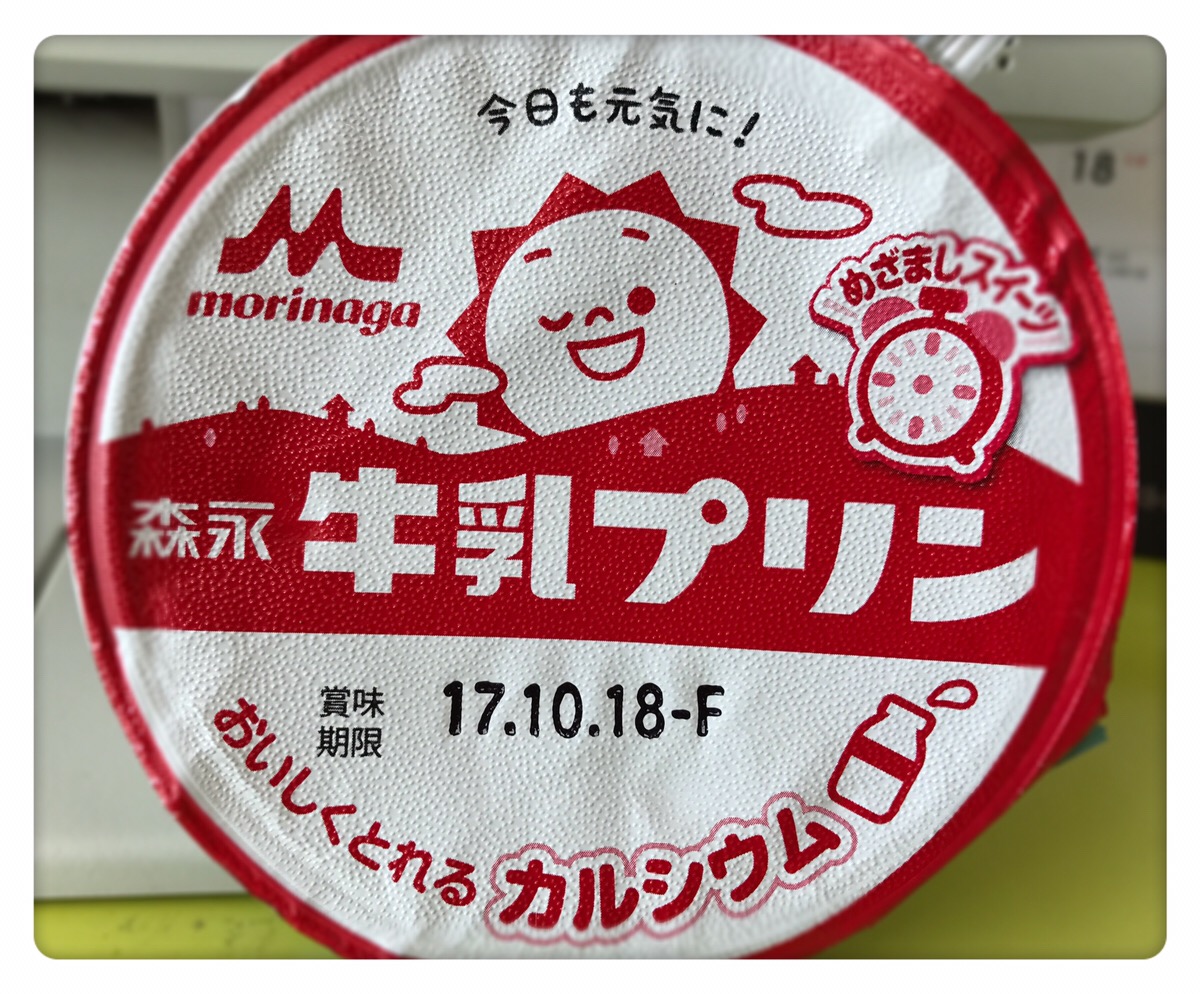 今日も元気に!
morinaga
めざましスイーツ
森永 牛乳プリン
賞味
期限
17.10.18-F
おいしくとれる
カルシウム
18